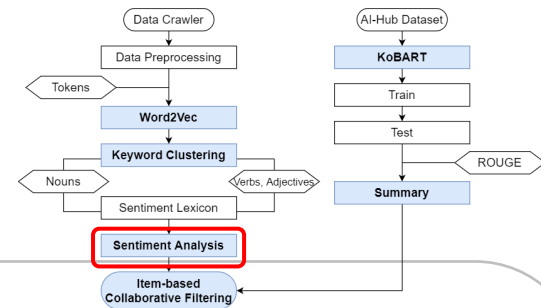 Data Crawler
Data Preprocessing
Tokens
Word2Vec
Keyword Clustering
Nouns
Verbs, Adjectives
Sentiment Lexicon
Sentiment Analysis
Item-based
Collaborative Filtering
AI-Hub Dataset
KoBART
Train
Test
ROUGE
Summary